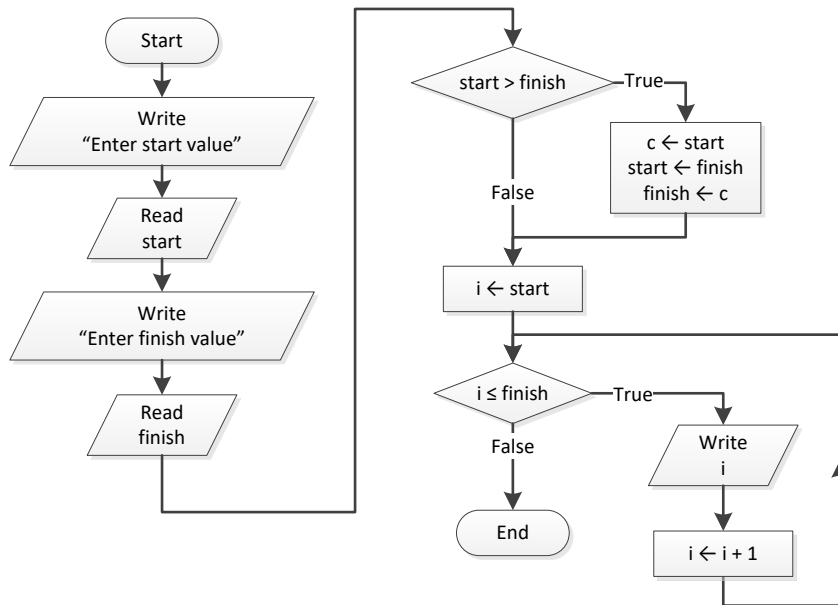 Start
Write
“Enter start value”
Read
start
Write
“Enter finish value”
Read
finish
start > finish
True
c ← start
start ← finish
finish ← c
False
i ← start
i ≤ finish
True
Write
i
i ← i + 1
False
End